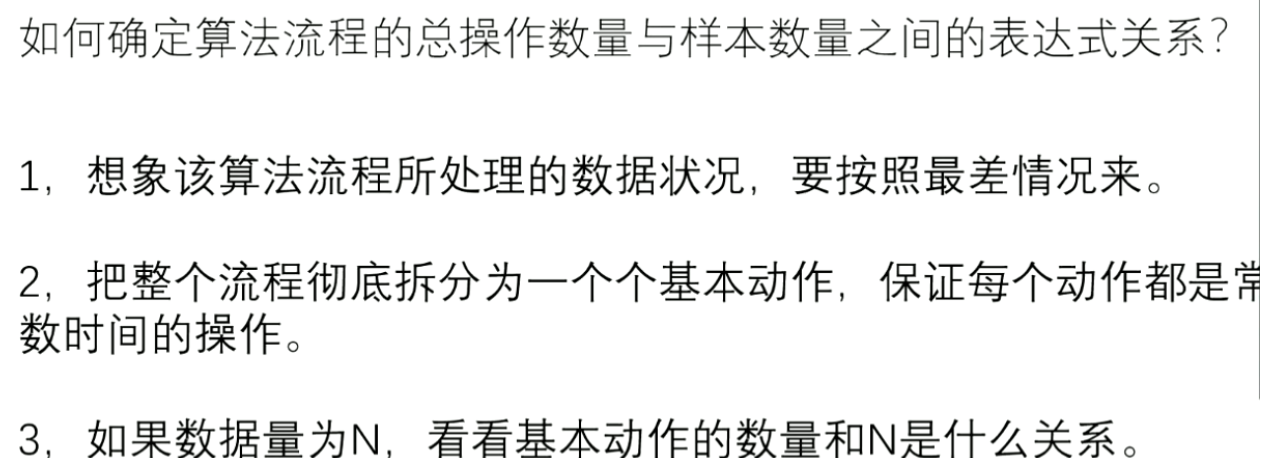 如何确定算法流程的总操作数量与样本数量之间的表达式关系？
1，想象该算法流程所处理的数据状况，要按照最差情况来。
2，把整个流程彻底拆分为一个个基本动作，保证每个动作都是常
数时间的操作。
3，如果数据量为N，看看基本动作的数量和N是什么关系。